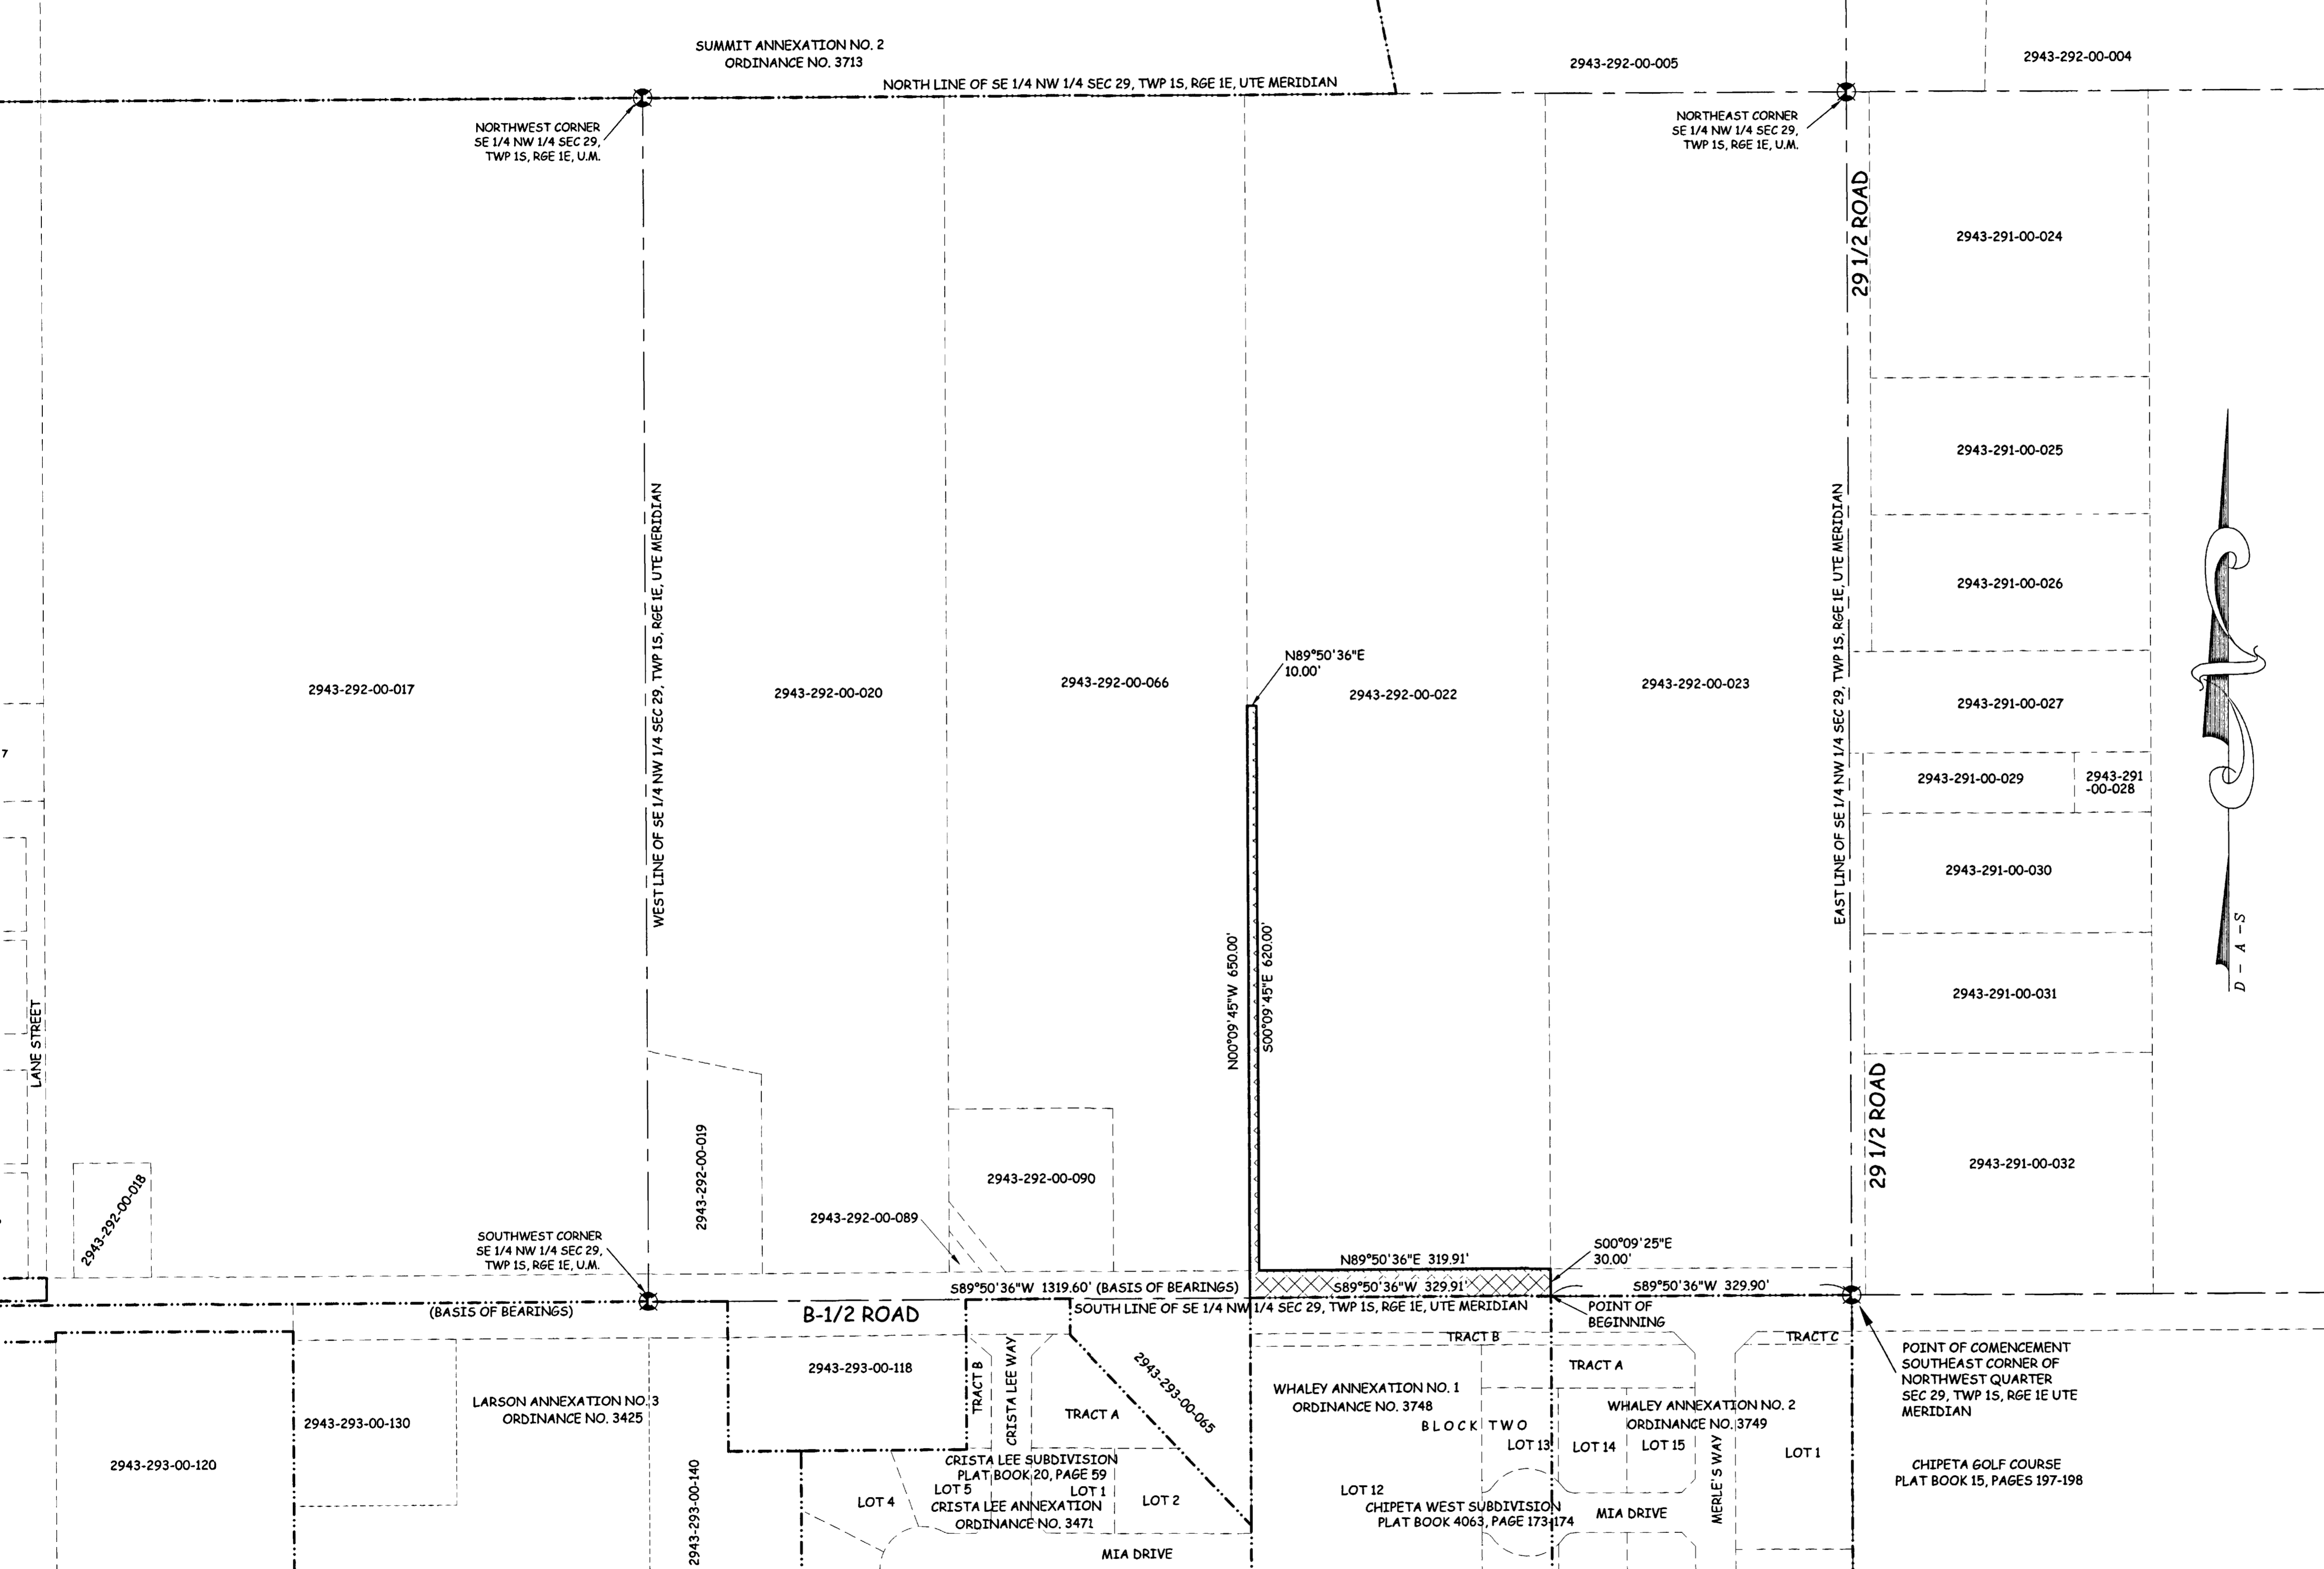 SUMMIT ANNEXATION NO. 2
ORDINANCE NO. 3713
NORTH LINE OF SE 1/4 NW 1/4 SEC 29, TWP 1S, RGE 1E, UTE MERIDIAN
2943-292-00-005
2943-292-00-004
NORTHWEST CORNER
SE 1/4 NW 1/4 SEC 29,
TWP 1S, RGE 1E, U.M.
NORTHEAST CORNER
SE 1/4 NW 1/4 SEC 29,
TWP 1S, RGE 1E, U.M.
29 1/2 ROAD
2943-291-00-024
2943-291-00-025
2943-291-00-026
WEST LINE OF SE 1/4 NW 1/4 SEC 29, TWP 1S, RGE 1E, UTE MERIDIAN
EAST LINE OF SE 1/4 NW 1/4 SEC 29, TWP 1S, RGE 1E, UTE MERIDIAN
N89°50'36"E
10.00'
2943-292-00-017
2943-292-00-020
2943-292-00-066
2943-292-00-022
2943-292-00-023
2943-291-00-027
7
2943-291-00-029
2943-291
-00-028
2943-291-00-030
D - A - S
N00°09'45"W 650.00'
S00°09'45"E 620.00'
2943-291-00-031
LANE STREET
29 1/2 ROAD
2943-292-00-018
2943-292-00-019
2943-292-00-090
2943-292-00-089
2943-291-00-032
SOUTHWEST CORNER
SE 1/4 NW 1/4 SEC 29,
TWP 1S, RGE 1E, U.M.
S00°09'25"E
30.00'
N89°50'36"E 319.91'
S89°50'36"W 1319.60' (BASIS OF BEARINGS)
S89°50'36"W 329.91'
S89°50'36"W 329.90'
(BASIS OF BEARINGS)
B-1/2 ROAD
SOUTH LINE OF SE 1/4 NW 1/4 SEC 29, TWP 1S, RGE 1E, UTE MERIDIAN
POINT OF
BEGINNING
TRACT B
TRACT C
POINT OF COMENCEMENT
SOUTHEAST CORNER OF
NORTHWEST QUARTER
SEC 29, TWP 1S, RGE 1E UTE
MERIDIAN
2943-293-00-118
TRACT B
CRISTA LEE WAY
2943-293-00-065
TRACT A
TRACT A
LARSON ANNEXATION NO. 3
ORDINANCE NO. 3425
2943-293-00-130
WHALEY ANNEXATION NO. 1
ORDINANCE NO. 3748
WHALEY ANNEXATION NO. 2
ORDINANCE NO. 3749
BLOCK TWO
LOT 13
LOT 14
LOT 15
MERLE'S WAY
LOT 1
2943-293-00-120
2943-293-00-140
CRISTA LEE SUBDIVISION
PLAT BOOK 20, PAGE 59
LOT 5
LOT 1
LOT 4
LOT 2
CRISTA LEE ANNEXATION
ORDINANCE NO. 3471
LOT 12
CHIPETA WEST SUBDIVISION
PLAT BOOK 4063, PAGE 173-174
MIA DRIVE
CHIPETA GOLF COURSE
PLAT BOOK 15, PAGES 197-198
MIA DRIVE